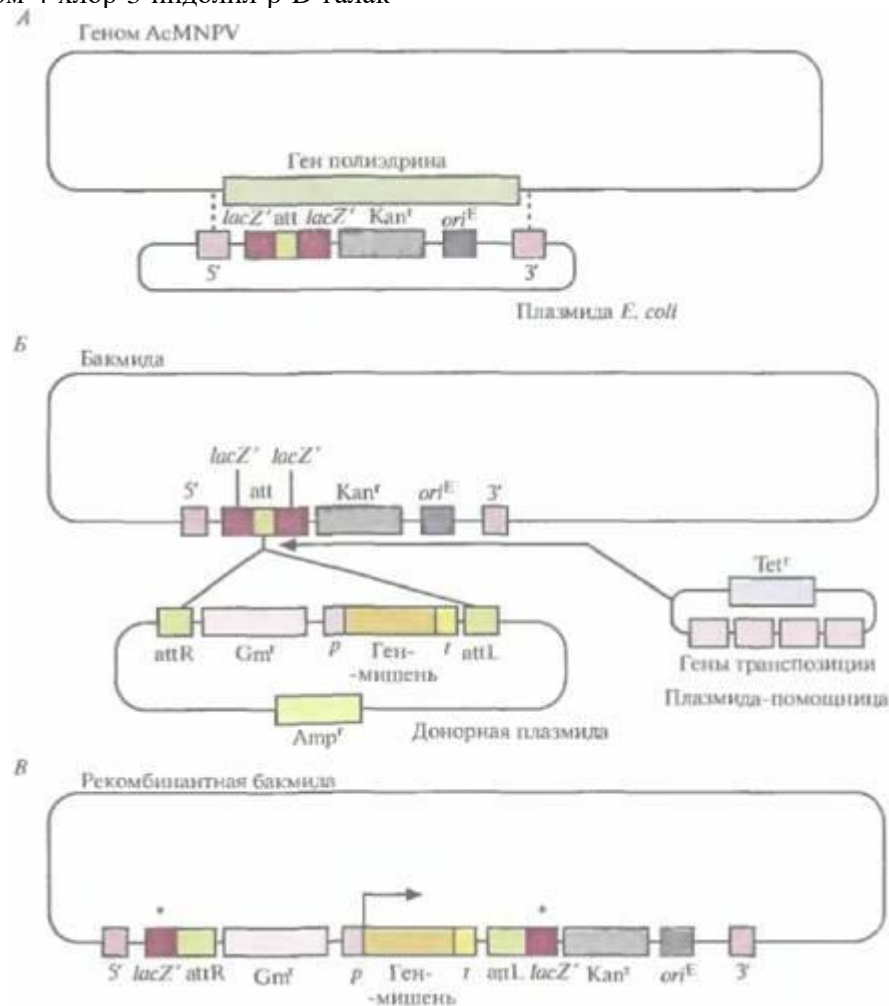 А
Геном AcMNPV
Ген полиэдрина
lacZ' att lacZ' Kanʳ oriᴱ
5' 3'
Плазмида E. coli
Б
Бакмида
lacZ' lacZ'
5' att Kanʳ oriᴱ 3'
Tetʳ
Гены транспозиции
Плазмида-помощница
attR Gmʳ p Ген- t attL
-мишень
Ampʳ
Донорная плазмида
В
Рекомбинантная бакмида
* *
5' lacZ' attR Gmʳ p Ген- t attL lacZ' Kanʳ oriᴱ 3'
-мишень